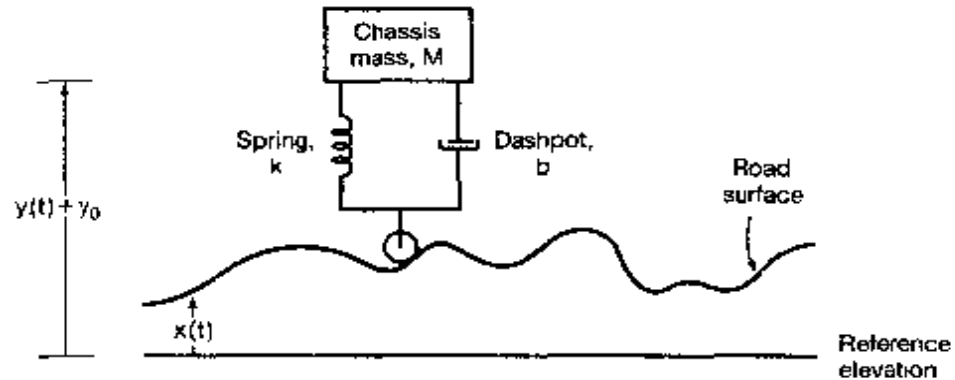 Chassis
mass, M
Spring,
k
Dashpot,
b
Road
surface
y(t) + y₀
x(t)
Reference
elevation